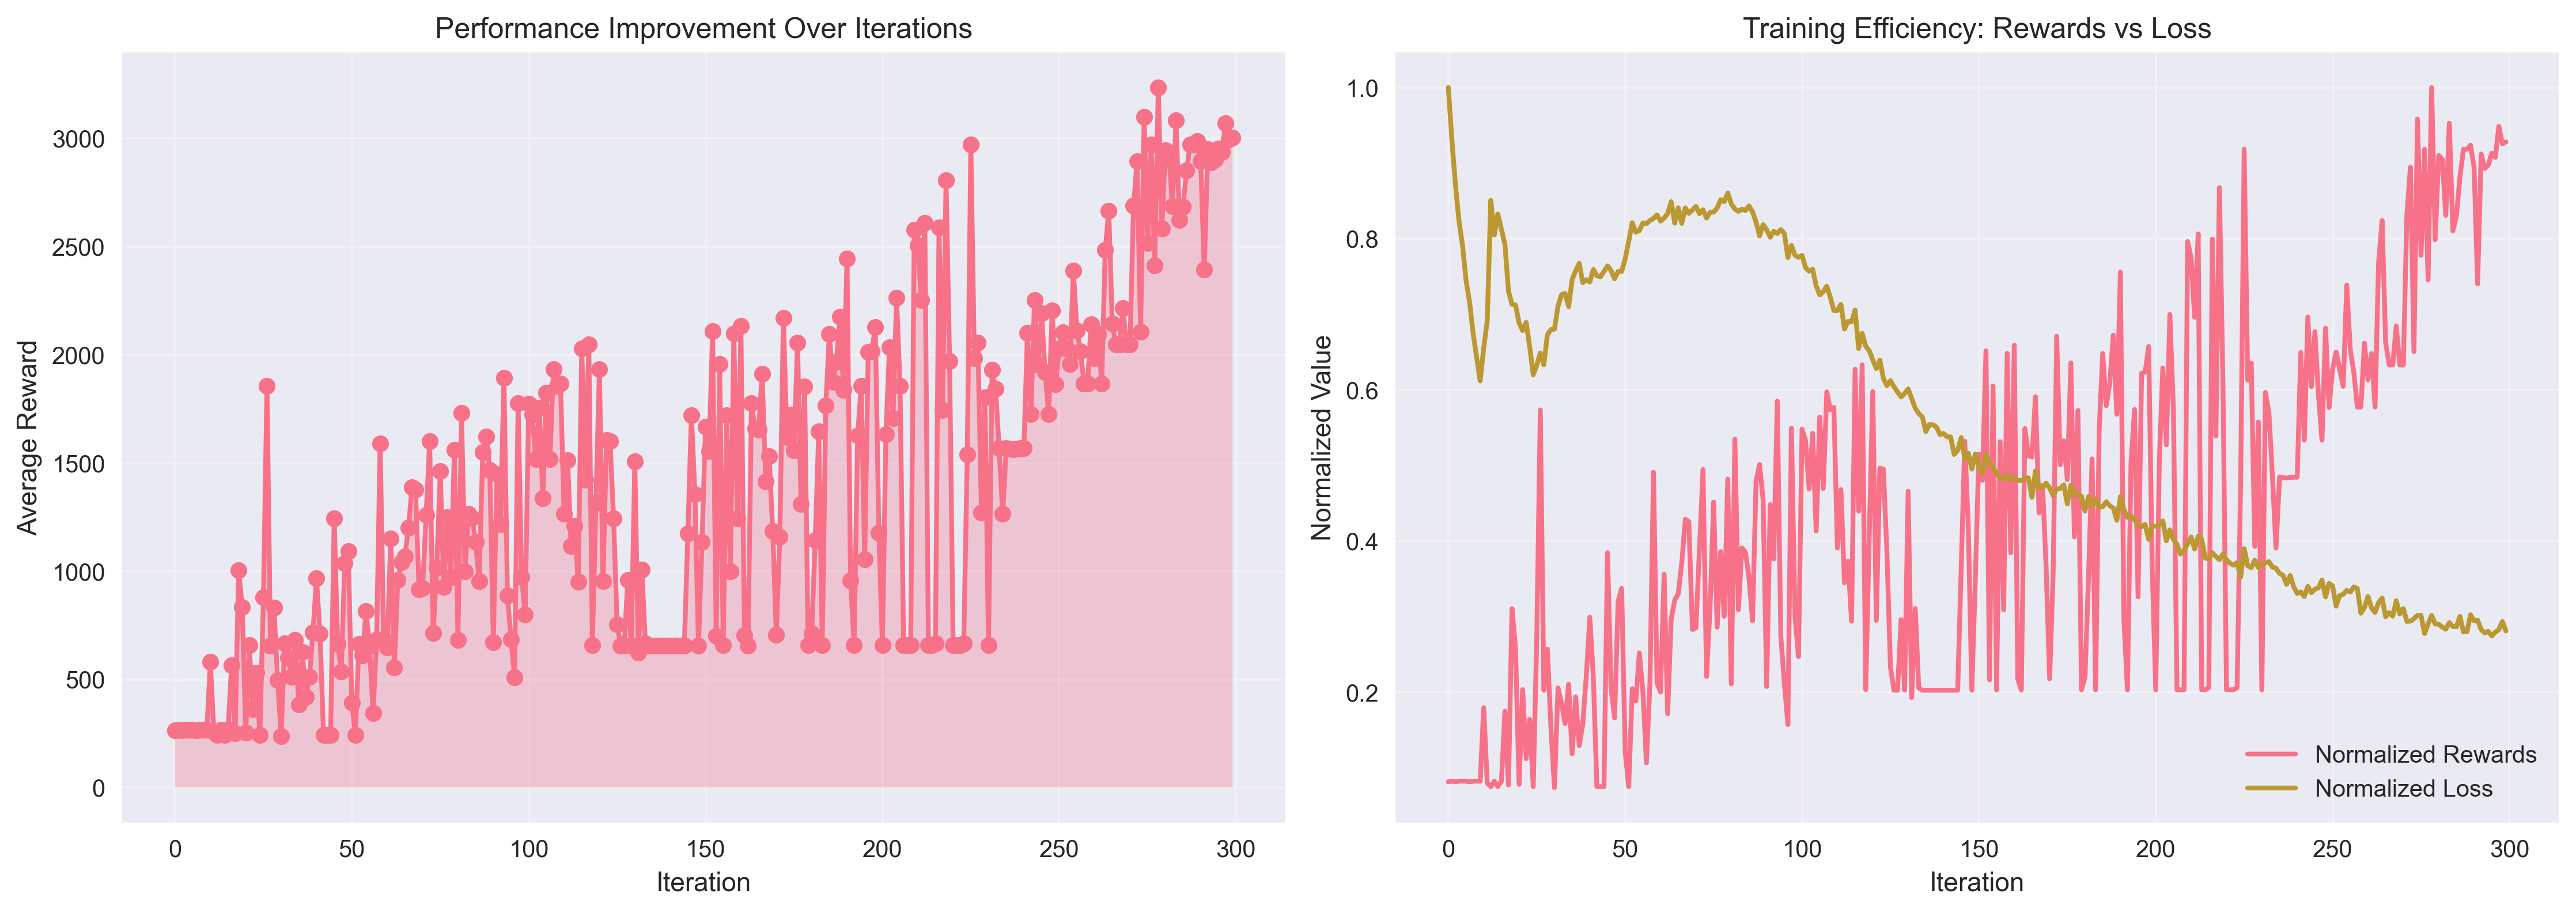 Performance Improvement Over Iterations
Average Reward
3000
2500
2000
1500
1000
500
0
0 50 100 150 200 250 300
Iteration
Training Efficiency: Rewards vs Loss
Normalized Value
1.0
0.8
0.6
0.4
0.2
Normalized Rewards
Normalized Loss
0 50 100 150 200 250 300
Iteration